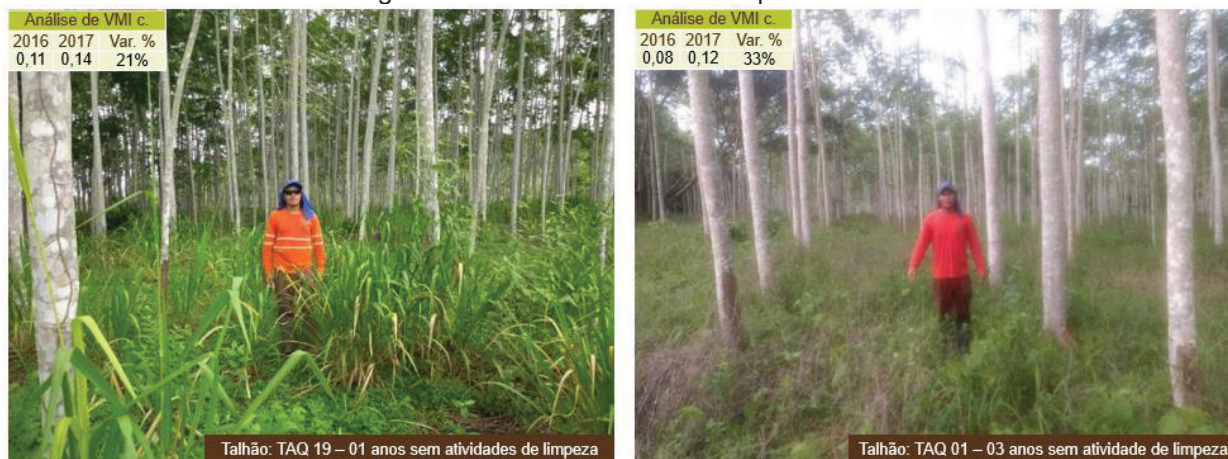 Análise de VMI c.
2016 2017 Var. %
0,11 0,14 21%
Talhão: TAQ 19 – 01 anos sem atividades de limpeza
Análise de VMI c.
2016 2017 Var. %
0,08 0,12 33%
Talhão: TAQ 01 – 03 anos sem atividade de limpeza